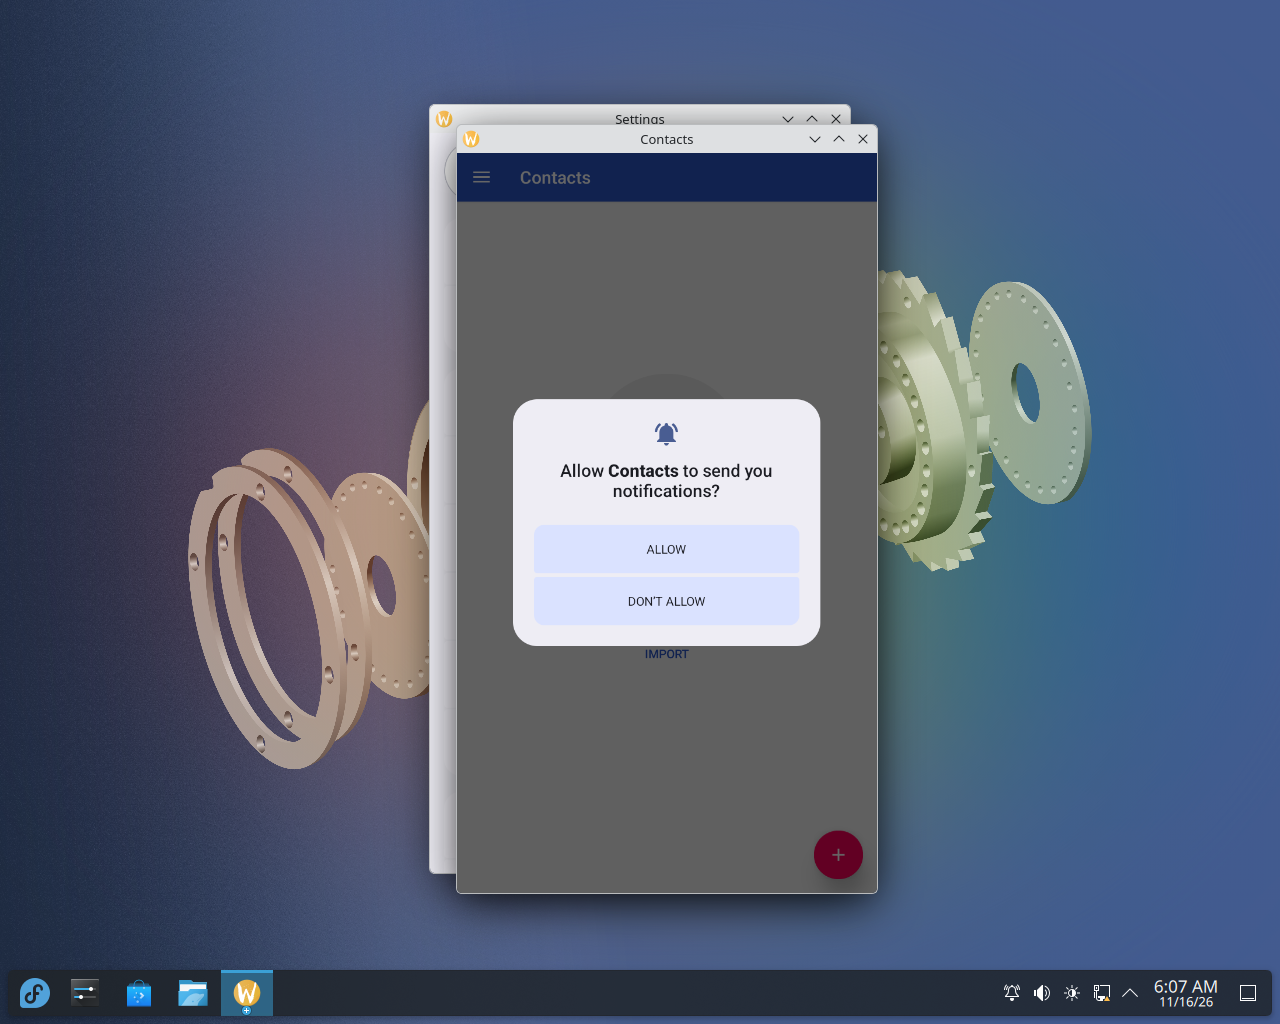 Settings
Contacts
Contacts
Allow Contacts to send you
notifications?
ALLOW
DON'T ALLOW
IMPORT
6:07 AM
11/16/26